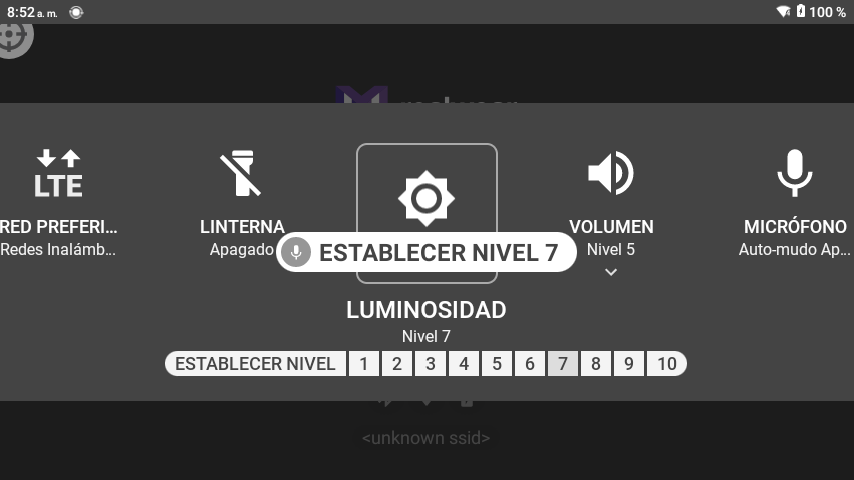 8:52 a. m.
100 %
RED PREFERI...
Redes Inalámb...
LINTERNA
Apagado
VOLUMEN
Nivel 5
MICRÓFONO
Auto-mudo Ap...
ESTABLECER NIVEL 7
LUMINOSIDAD
Nivel 7
ESTABLECER NIVEL 1 2 3 4 5 6 7 8 9 10
LTE
<unknown ssid>